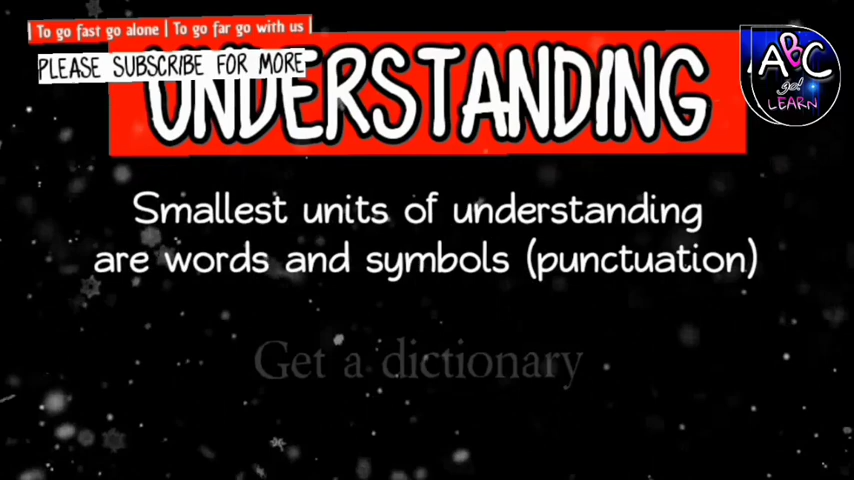 | To go fast go alone | To go far go with us |
PLEASE SUBSCRIBE FOR MORE
UNDERSTANDING
ABC
go!
LEARN
Smallest units of understanding
are words and symbols (punctuation)
Get a dictionary